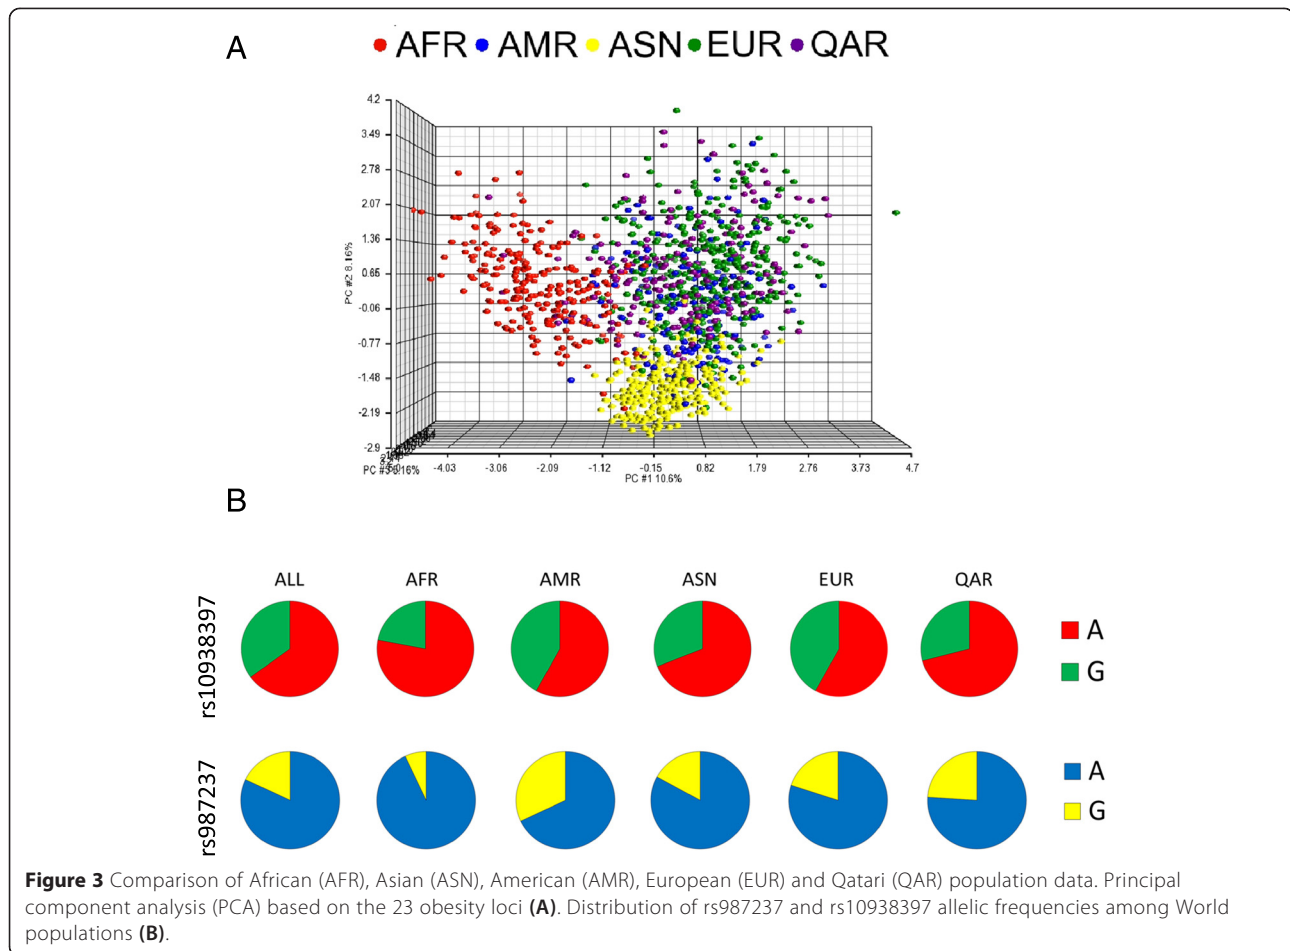 A
AFR AMR ASN EUR QAR
4.2
3.49
2.78
2.07
1.36
0.65
-0.06
-0.77
-1.48
-2.19
-2.9
PC #2 8.16%
-4.03 -3.06 -2.09 -1.12 -0.15 0.82 1.79 2.76 3.73 4.7
PC #1 10.6%
B
ALL AFR AMR ASN EUR QAR
rs10938397
A
G
rs987237
A
G
Figure 3 Comparison of African (AFR), Asian (ASN), American (AMR), European (EUR) and Qatari (QAR) population data. Principal
component analysis (PCA) based on the 23 obesity loci (A). Distribution of rs987237 and rs10938397 allelic frequencies among World
populations (B).